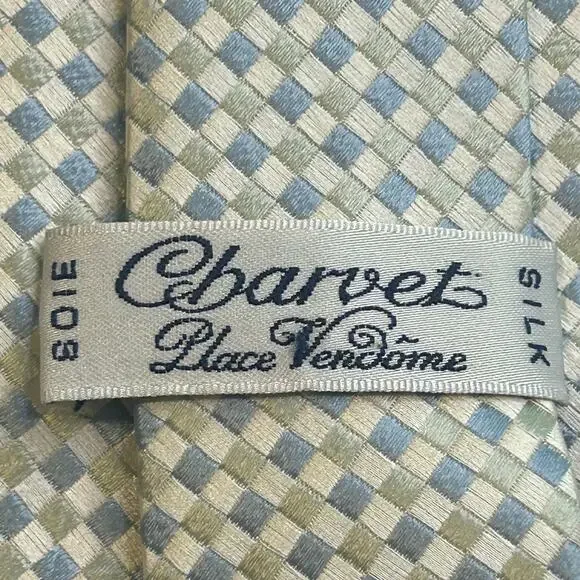 SOIE
Charvet
Place Vendôme
SILK